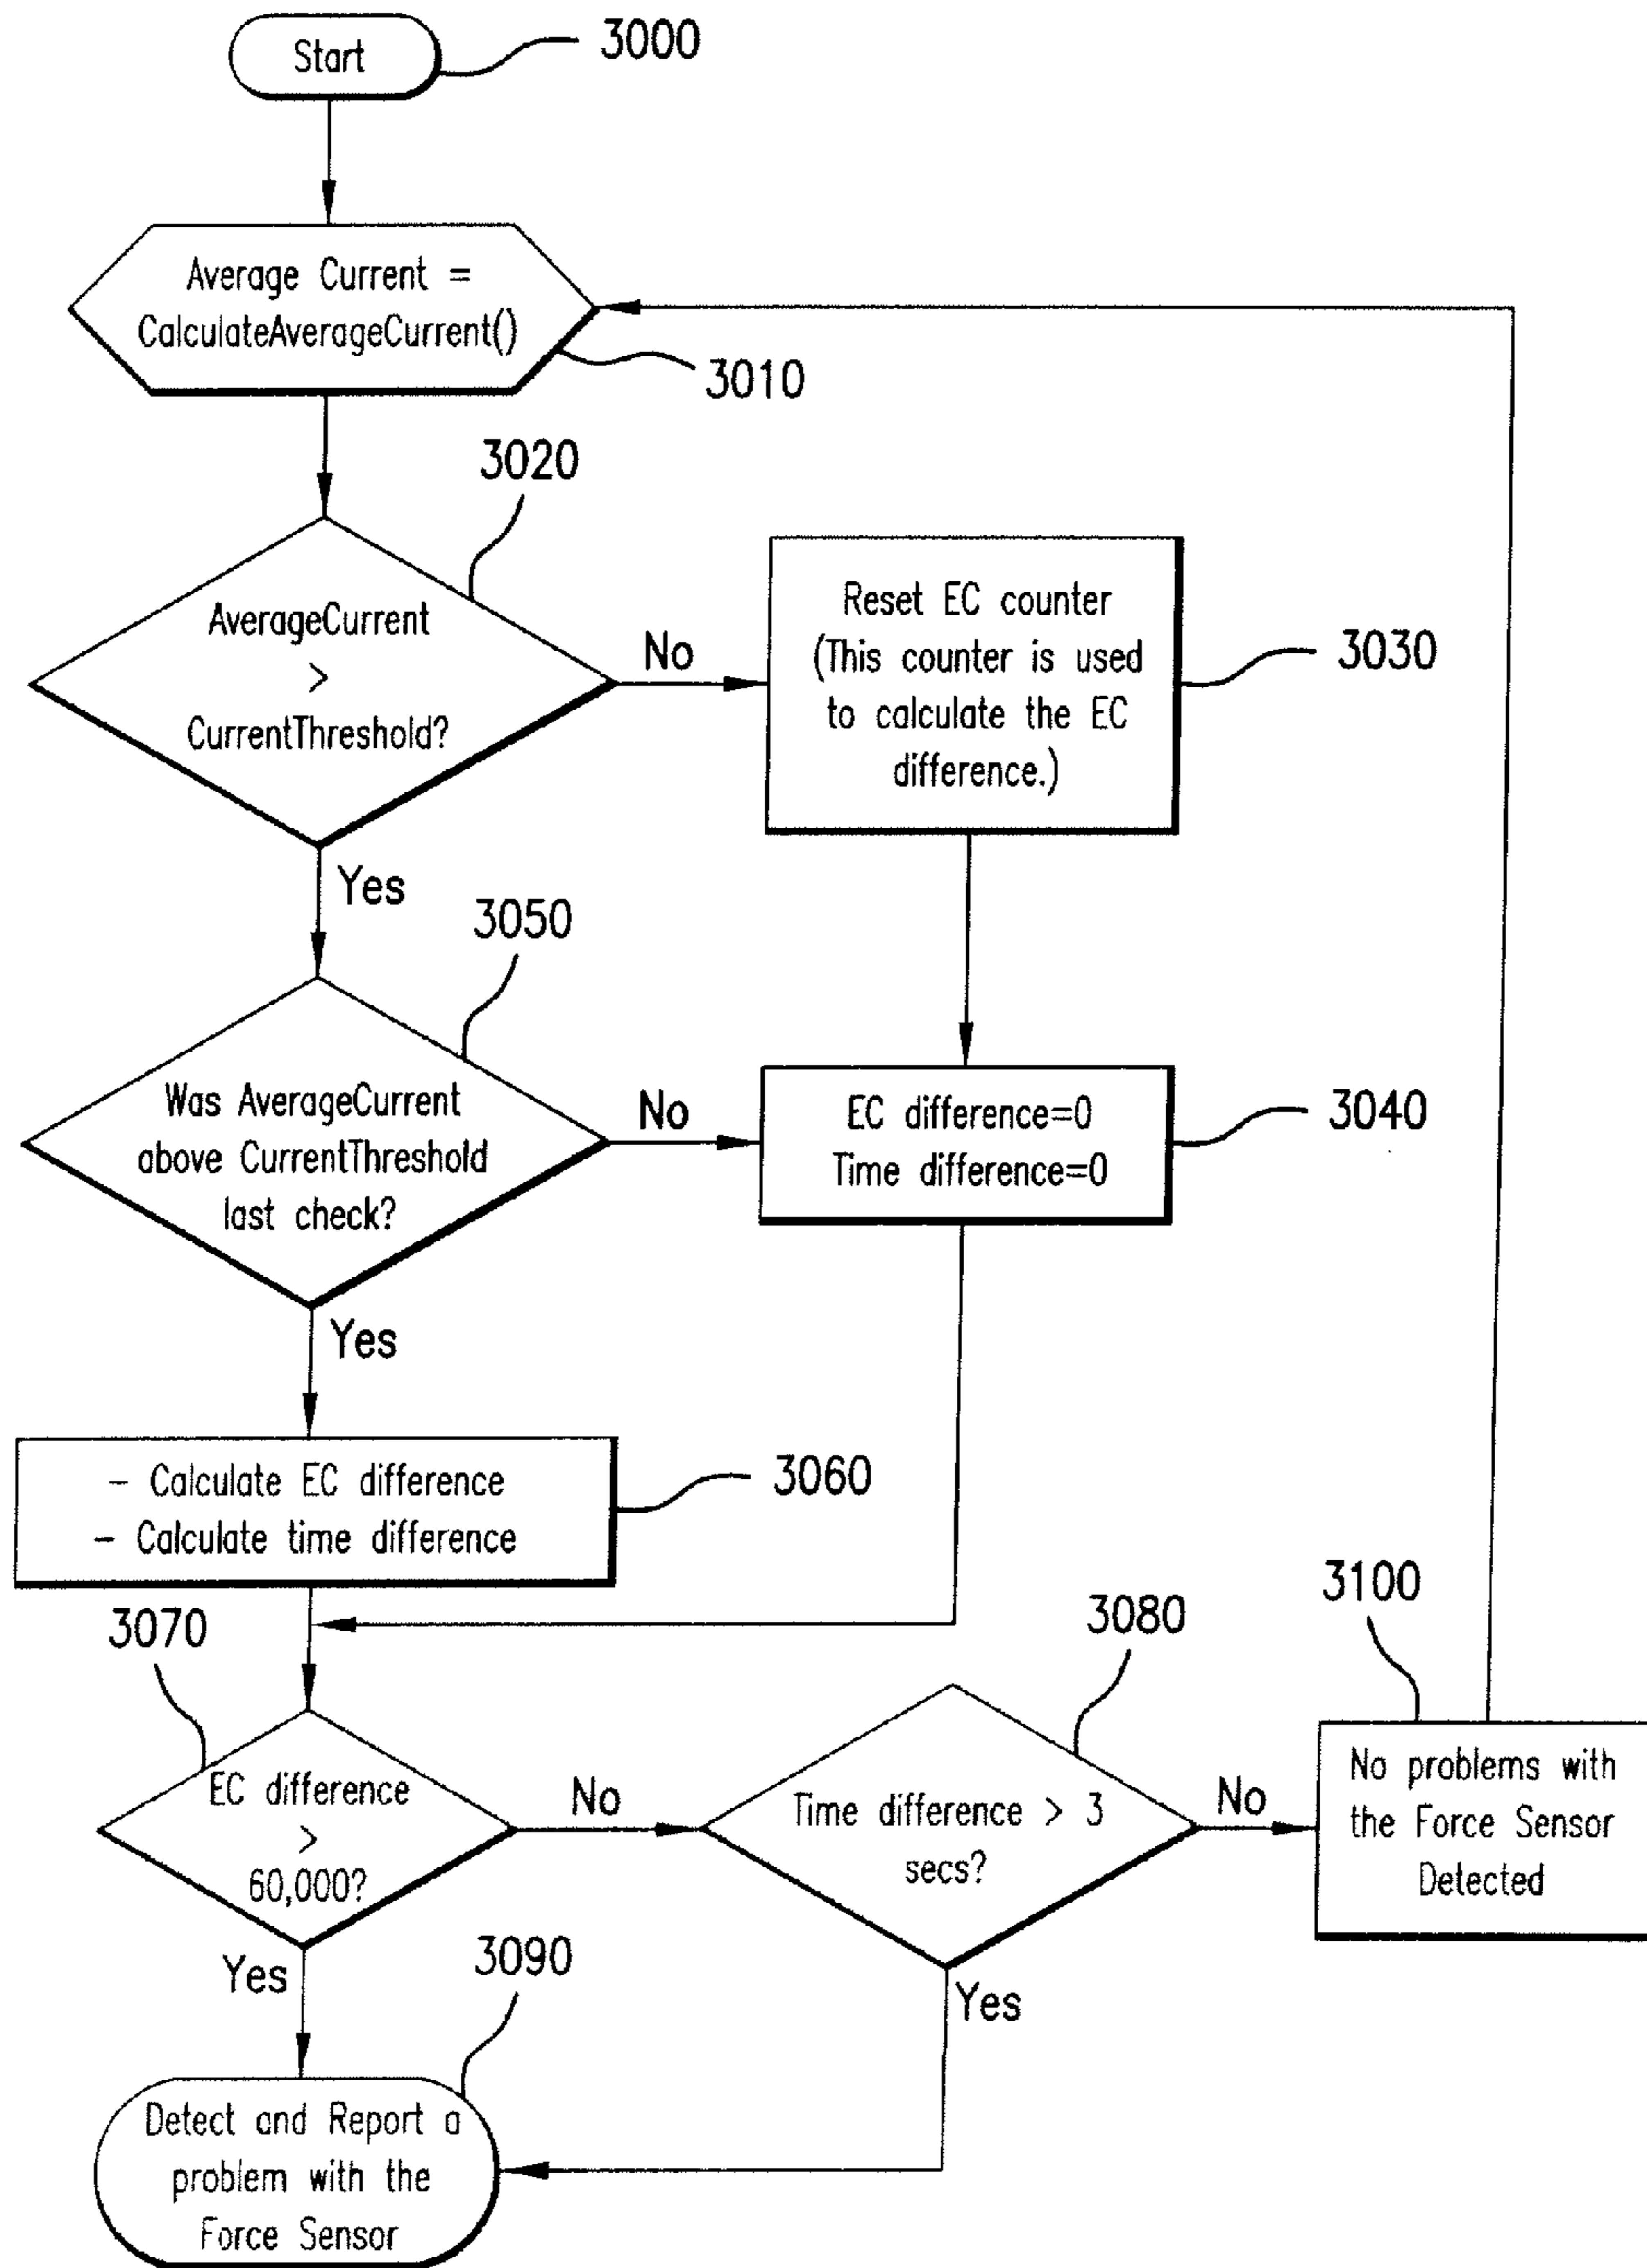 Start
3000
Average Current =
CalculateAverageCurrent()
3010
3020
AverageCurrent
>
CurrentThreshold?
No
Reset EC counter
(This counter is used
to calculate the EC
difference.)
3030
Yes
3050
Was AverageCurrent
above CurrentThreshold
last check?
No
EC difference=0
Time difference=0
3040
Yes
- Calculate EC difference
- Calculate time difference
3060
3070
EC difference
>
60,000?
No
3080
Time difference > 3
secs?
No
3100
No problems with
the Force Sensor
Detected
Yes
3090
Yes
Detect and Report a
problem with the
Force Sensor